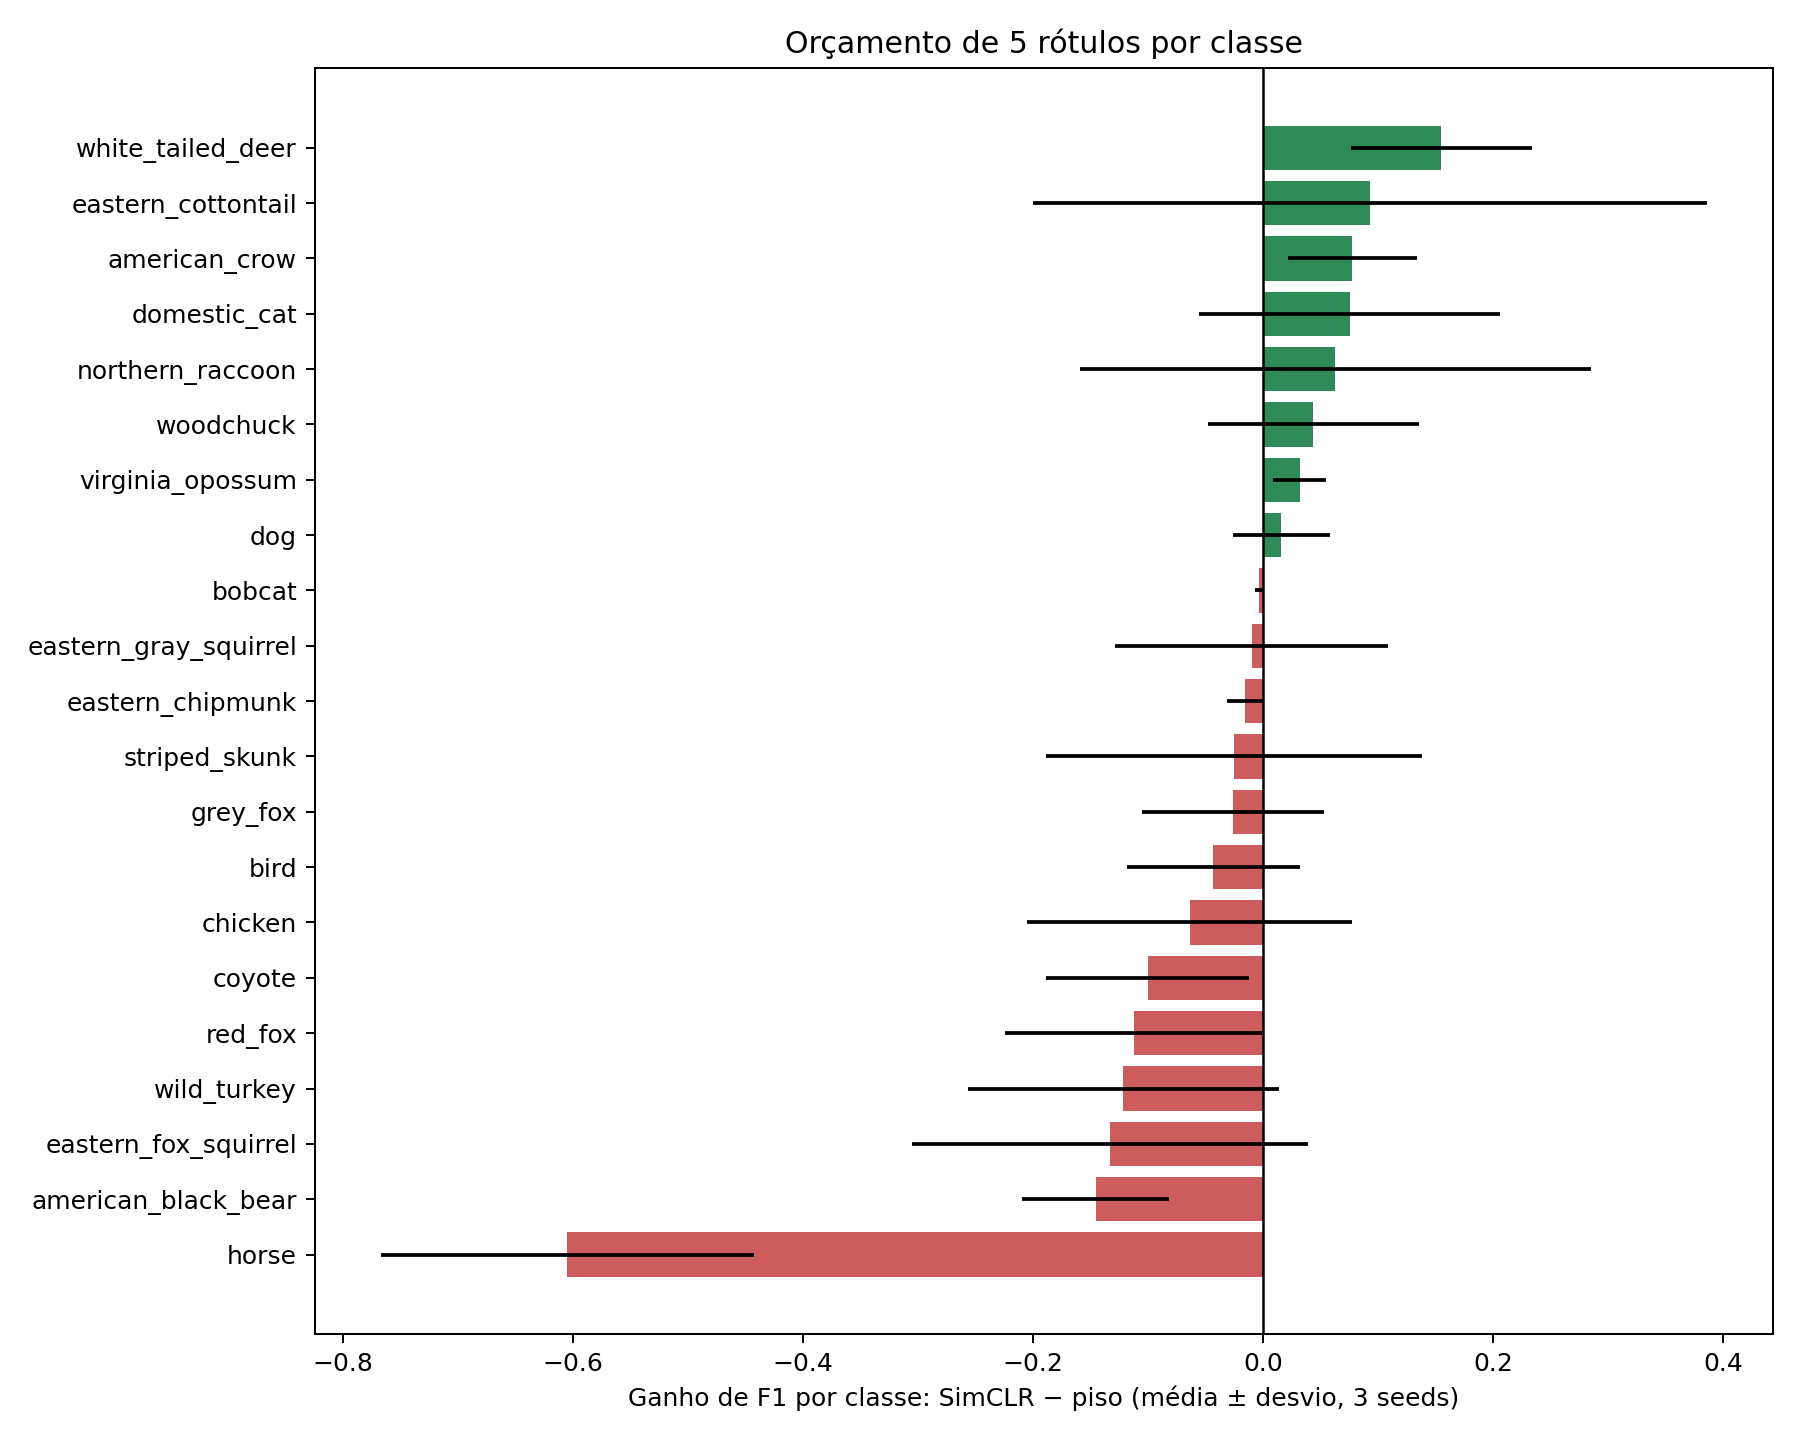 Orçamento de 5 rótulos por classe
white_tailed_deer
eastern_cottontail
american_crow
domestic_cat
northern_raccoon
woodchuck
virginia_opossum
dog
bobcat
eastern_gray_squirrel
eastern_chipmunk
striped_skunk
grey_fox
bird
chicken
coyote
red_fox
wild_turkey
eastern_fox_squirrel
american_black_bear
horse
−0.8 −0.6 −0.4 −0.2 0.0 0.2 0.4
Ganho de F1 por classe: SimCLR − piso (média ± desvio, 3 seeds)